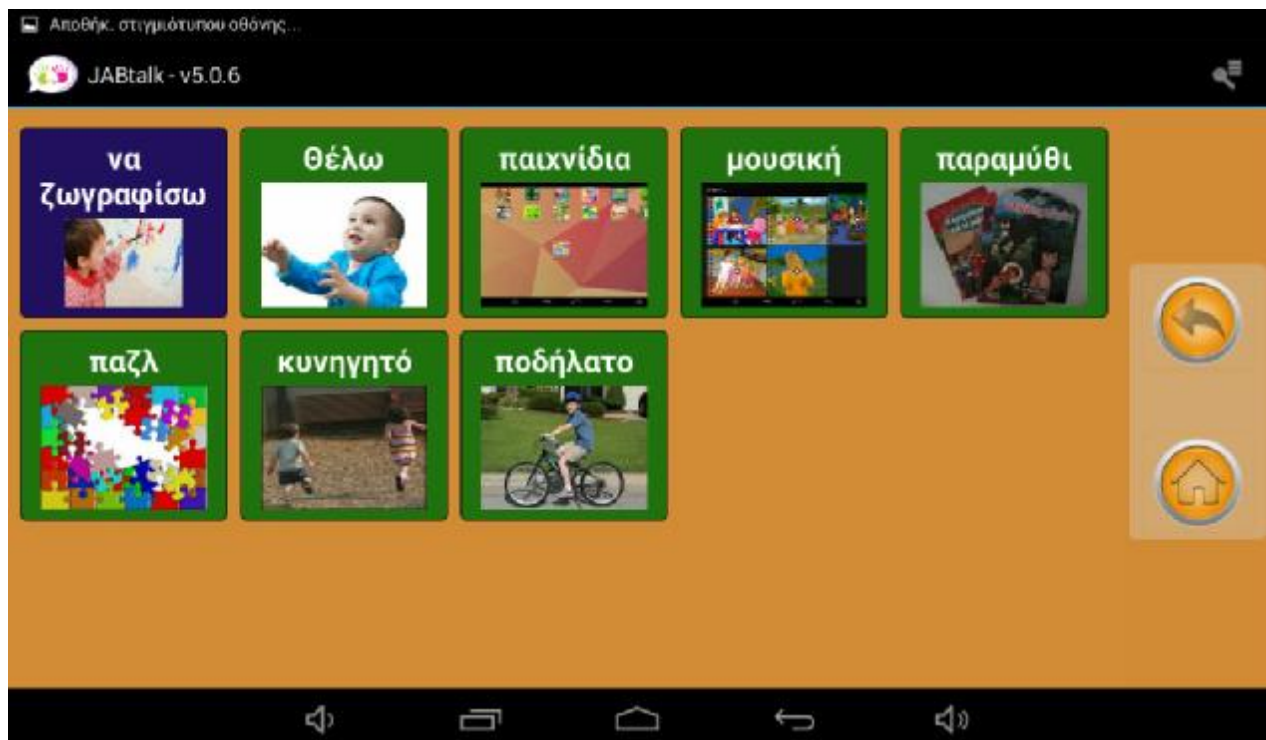 Αποθήκ. στιγμιότυπου οθόνης...
JABtalk - v5.0.6
να
ζωγραφίσω
Θέλω
παιχνίδια
μουσική
παραμύθι
παζλ
κυνηγητό
ποδήλατο